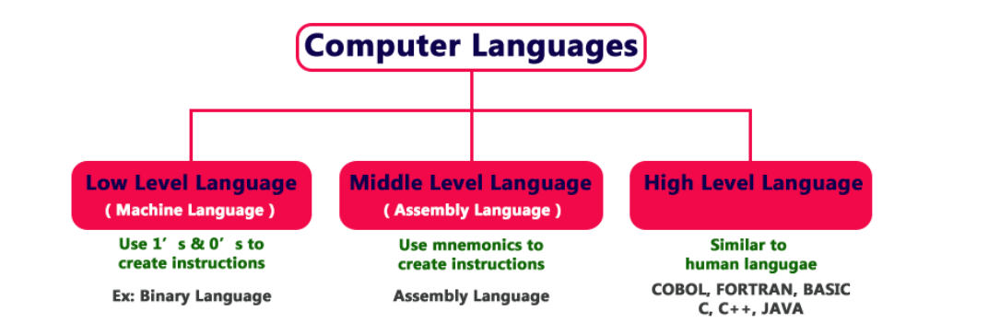 Computer Languages
Low Level Language
( Machine Language )
Use 1’ s & 0’ s to
create instructions
Ex: Binary Language
Middle Level Language
( Assembly Language )
Use mnemonics to
create instructions
Assembly Language
High Level Language
Similar to
human langugae
COBOL, FORTRAN, BASIC
C, C++, JAVA